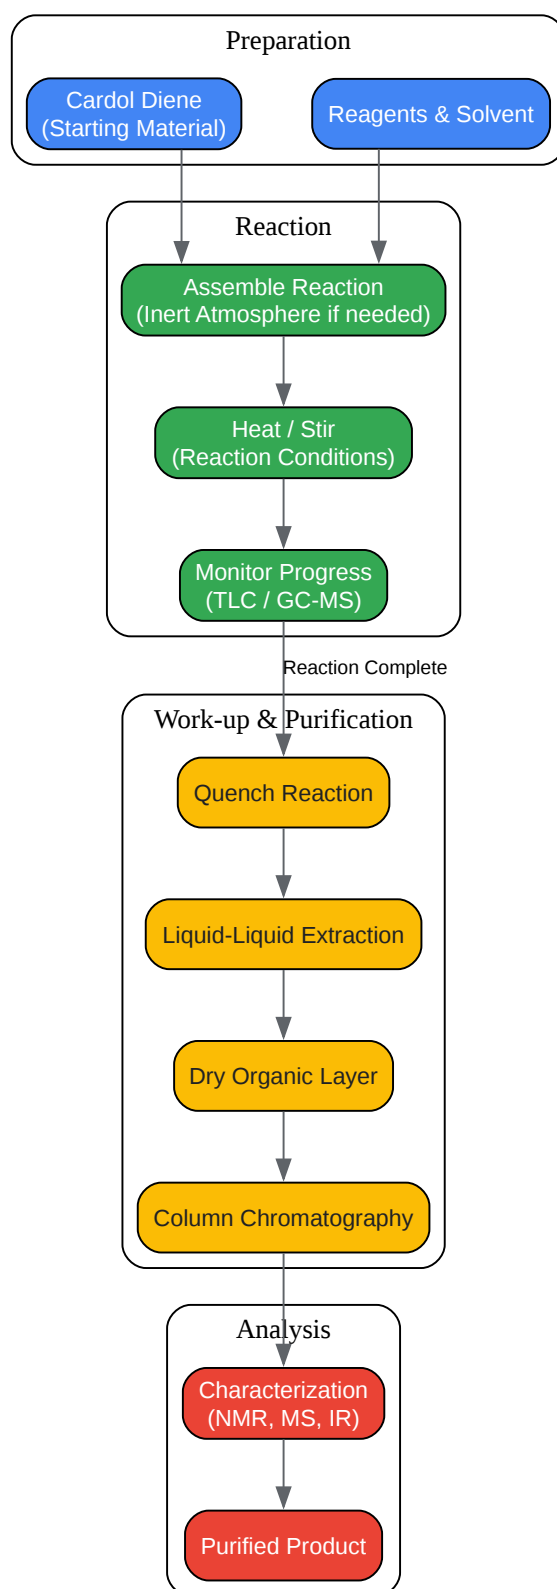 Preparation
Cardol Diene
(Starting Material)
Reagents & Solvent
Reaction
Assemble Reaction
(Inert Atmosphere if needed)
Heat / Stir
(Reaction Conditions)
Monitor Progress
(TLC / GC-MS)
Reaction Complete
Work-up & Purification
Quench Reaction
Liquid-Liquid Extraction
Dry Organic Layer
Column Chromatography
Analysis
Characterization
(NMR, MS, IR)
Purified Product